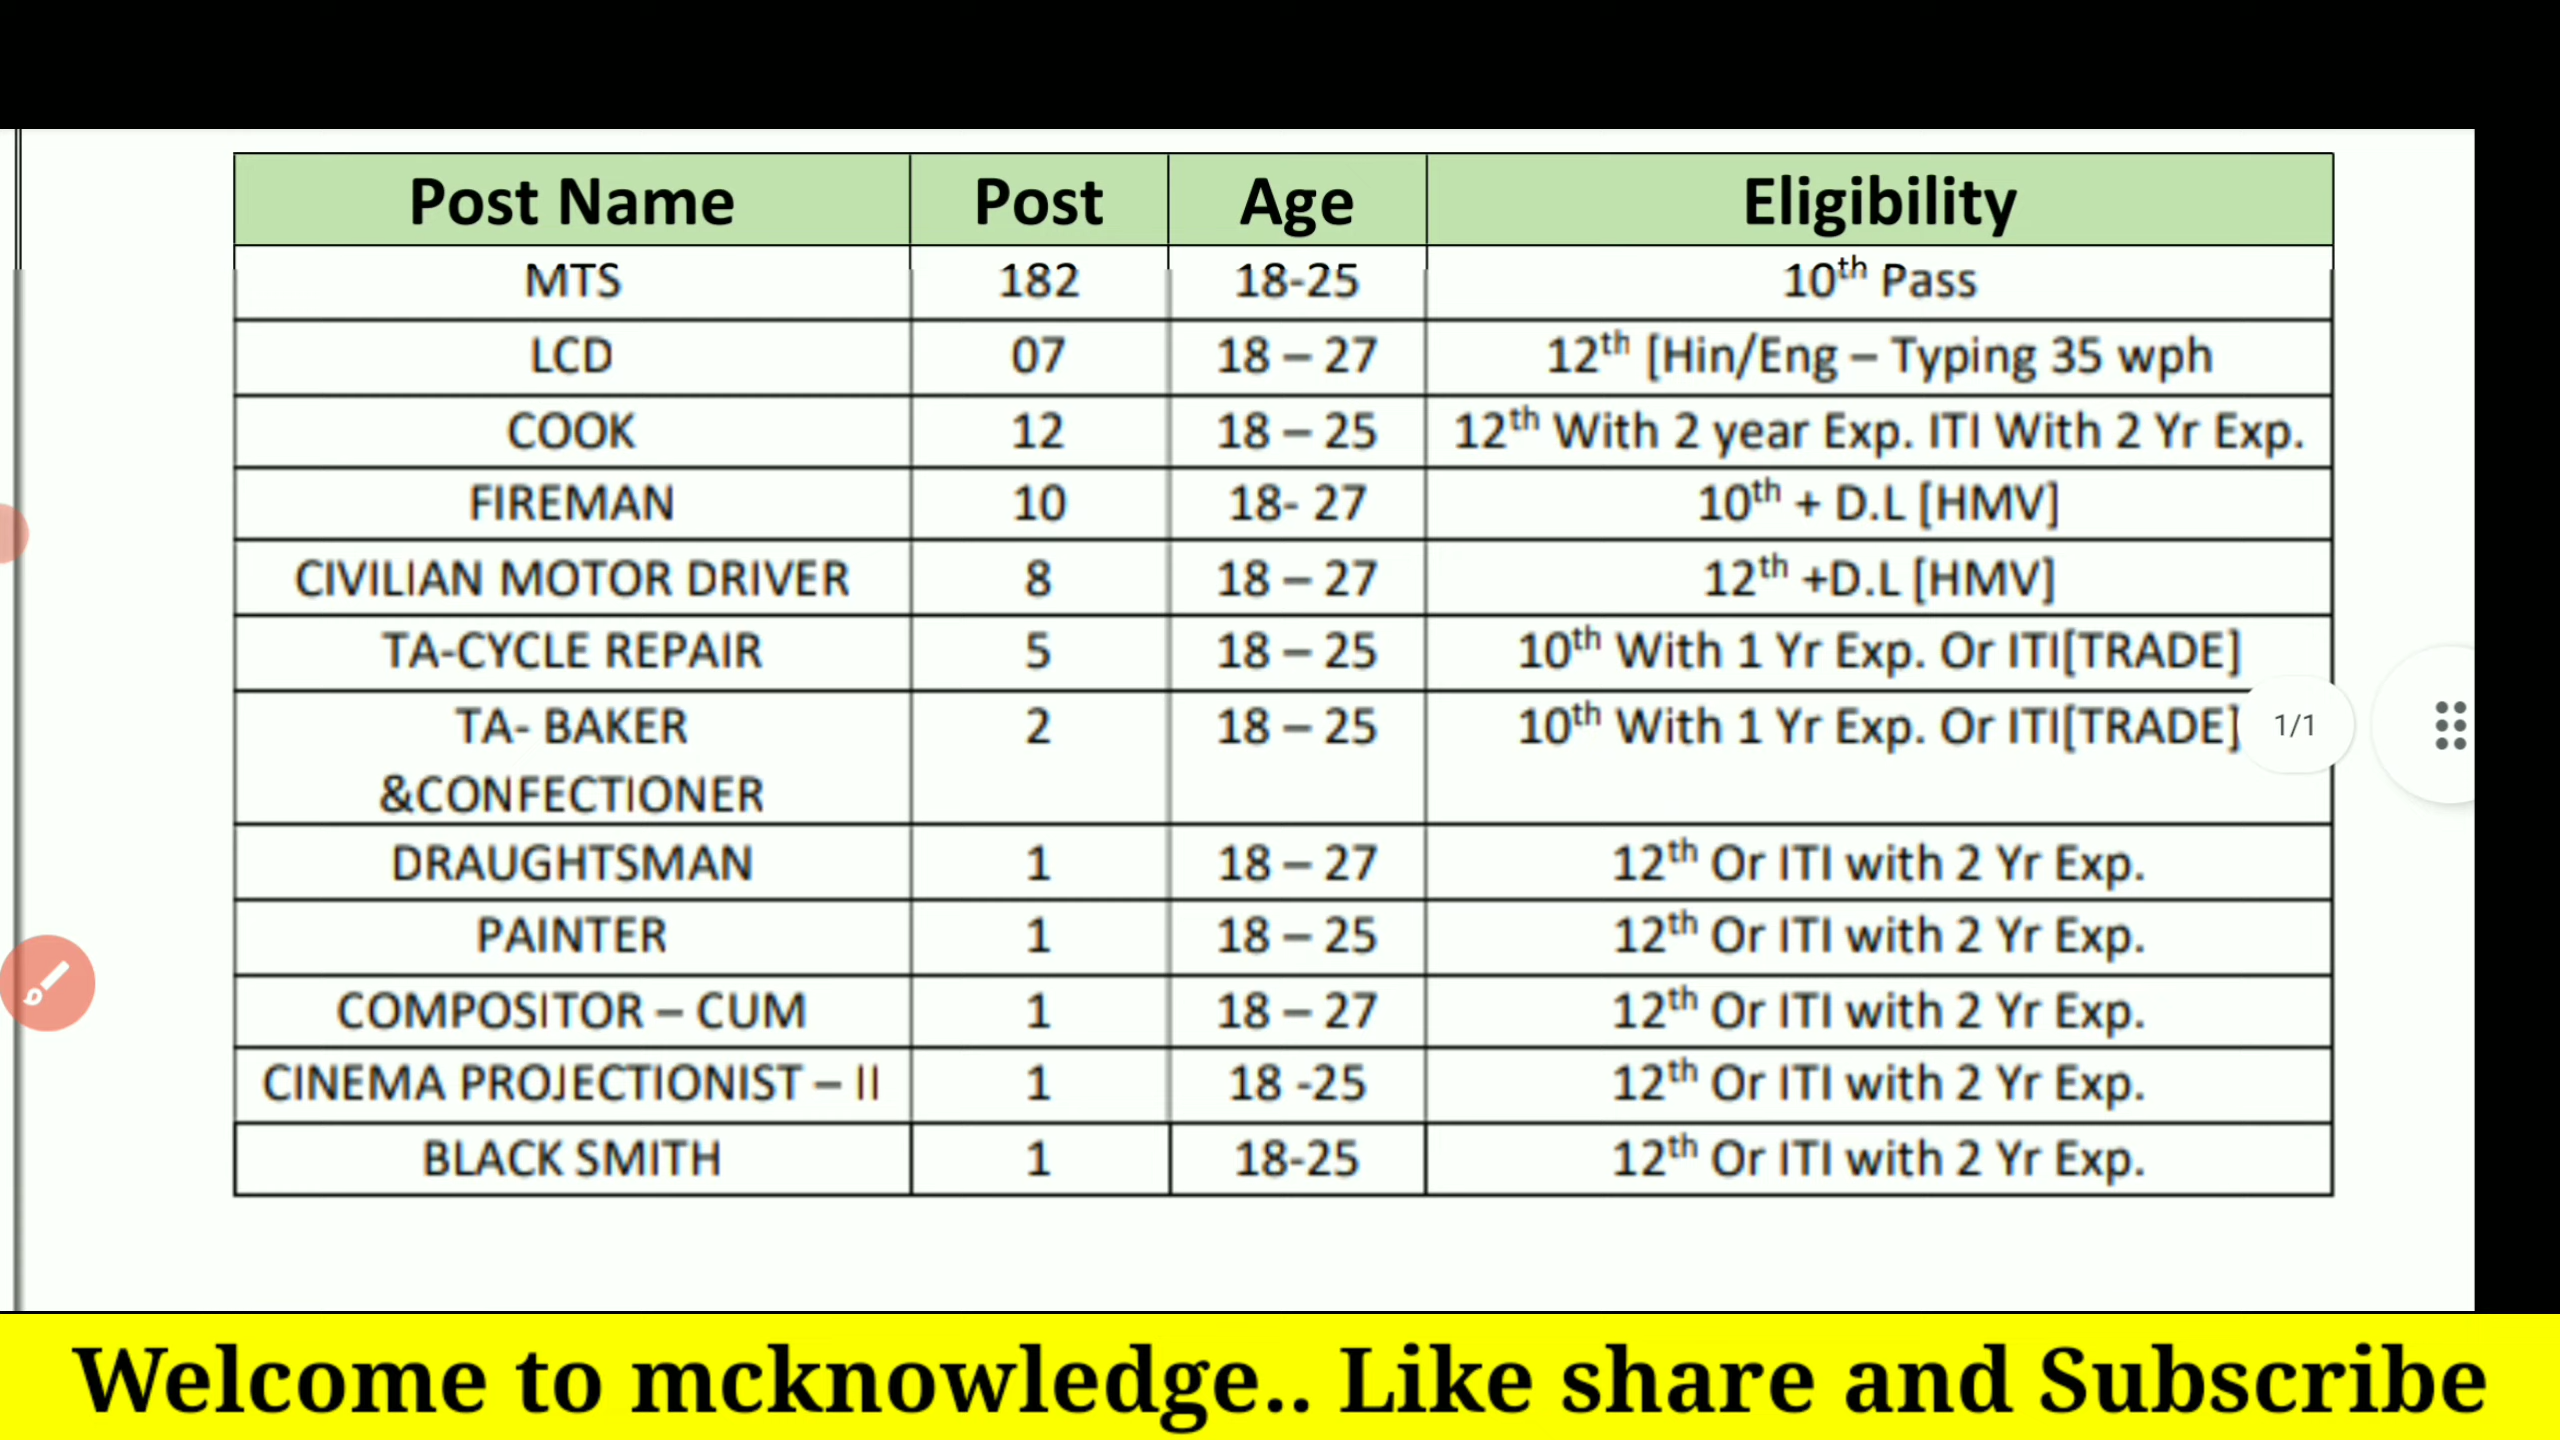 Post Name Post Age Eligibility
MTS 182 18-25 10th Pass
LCD 07 18 – 27 12th [Hin/Eng – Typing 35 wph
COOK 12 18 – 25 12th With 2 year Exp. ITI With 2 Yr Exp.
FIREMAN 10 18- 27 10th + D.L [HMV]
CIVILIAN MOTOR DRIVER 8 18 – 27 12th +D.L [HMV]
TA-CYCLE REPAIR 5 18 – 25 10th With 1 Yr Exp. Or ITI[TRADE]
TA- BAKER 2 18 – 25 10th With 1 Yr Exp. Or ITI[TRADE] 1/1
&CONFECTIONER
DRAUGHTSMAN 1 18 – 27 12th Or ITI with 2 Yr Exp.
PAINTER 1 18 – 25 12th Or ITI with 2 Yr Exp.
COMPOSITOR – CUM 1 18 – 27 12th Or ITI with 2 Yr Exp.
CINEMA PROJECTIONIST – II 1 18 -25 12th Or ITI with 2 Yr Exp.
BLACK SMITH 1 18-25 12th Or ITI with 2 Yr Exp.
Welcome to mcknowledge.. Like share and Subscribe